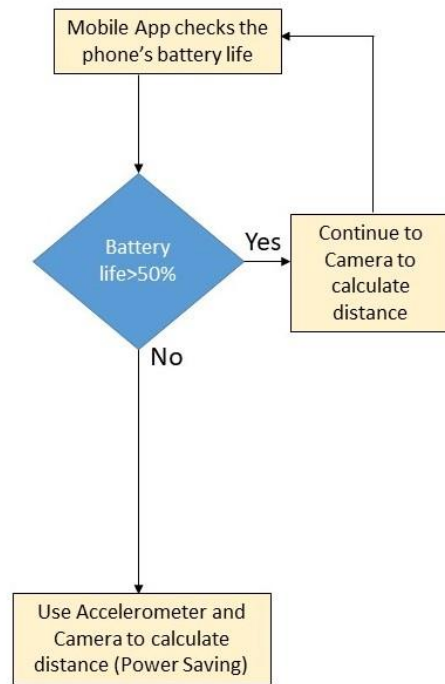 Mobile App checks the
phone's battery life
Battery
life>50%
Yes
Continue to
Camera to
calculate
distance
No
Use Accelerometer and
Camera to calculate
distance (Power Saving)